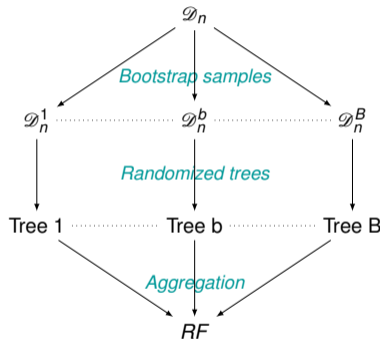 𝒟ₙ
Bootstrap samples
𝒟ₙ¹ 𝒟ₙᵇ 𝒟ₙᴮ
Randomized trees
Tree 1 Tree b Tree B
Aggregation
RF